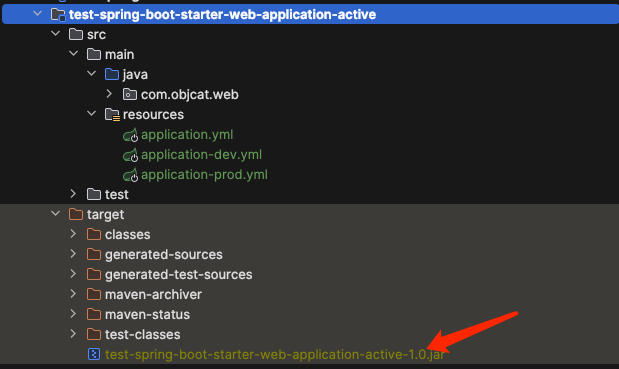 test-spring-boot-starter-web-application-active
src
main
java
com.objcat.web
resources
application.yml
application-dev.yml
application-prod.yml
test
target
classes
generated-sources
generated-test-sources
maven-archiver
maven-status
test-classes
test-spring-boot-starter-web-application-active-1.0.jar